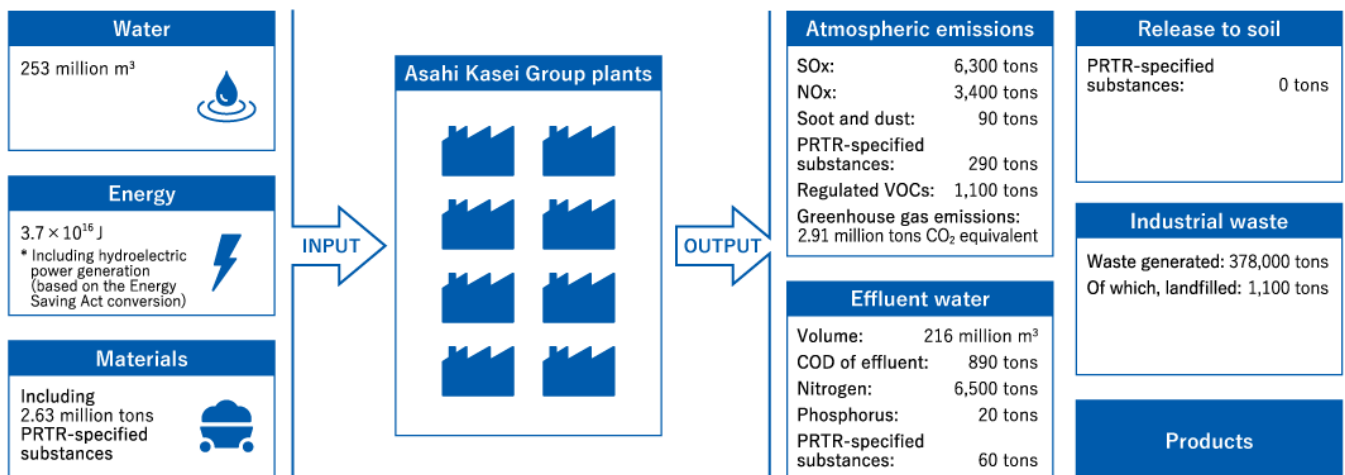 Water
253 million m³
Energy
3.7 × 10¹⁶ J
* Including hydroelectric
power generation
(based on the Energy
Saving Act conversion)
Materials
Including
2.63 million tons
PRTR-specified
substances
INPUT
Asahi Kasei Group plants
OUTPUT
Atmospheric emissions
SOx: 6,300 tons
NOx: 3,400 tons
Soot and dust: 90 tons
PRTR-specified
substances: 290 tons
Regulated VOCs: 1,100 tons
Greenhouse gas emissions:
2.91 million tons CO₂ equivalent
Effluent water
Volume: 216 million m³
COD of effluent: 890 tons
Nitrogen: 6,500 tons
Phosphorus: 20 tons
PRTR-specified
substances: 60 tons
Release to soil
PRTR-specified
substances: 0 tons
Industrial waste
Waste generated: 378,000 tons
Of which, landfilled: 1,100 tons
Products